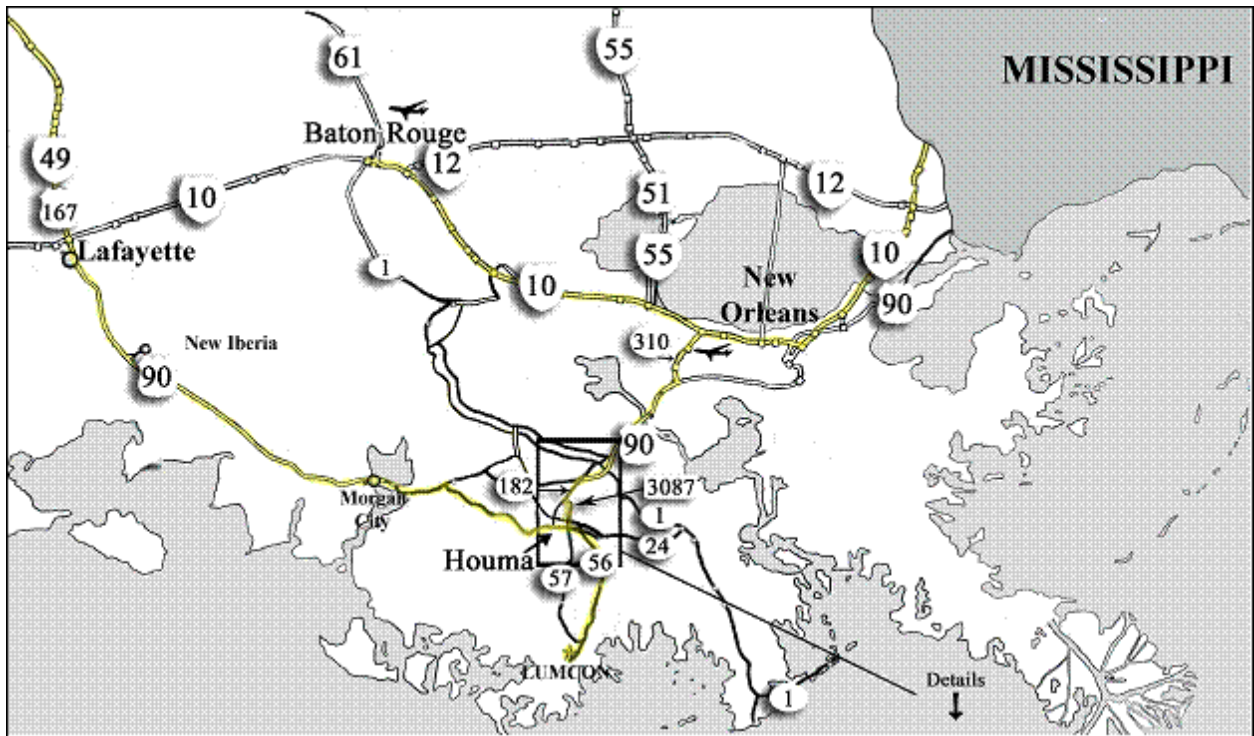 61
55
MISSISSIPPI
Baton Rouge
49
12
10
167
51
12
Lafayette
1
55
10
10
New
Orleans
90
310
New Iberia
90
90
182
3087
Morgan
City
1
24
Houma
56
57
LUMCON
Details
1